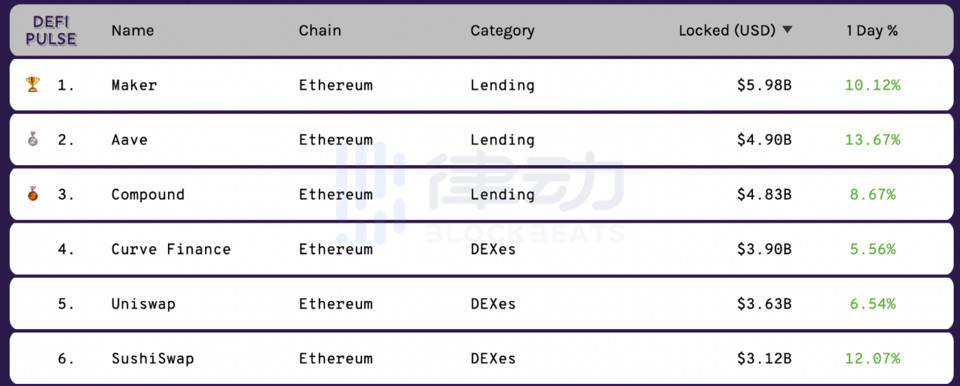 DEFI PULSE Name Chain Category Locked (USD) ▼ 1 Day %
1. Maker Ethereum Lending $5.98B 10.12%
2. Aave Ethereum Lending $4.90B 13.67%
3. Compound Ethereum Lending $4.83B 8.67%
律动
BLOCKBEATS
4. Curve Finance Ethereum DEXes $3.90B 5.56%
5. Uniswap Ethereum DEXes $3.63B 6.54%
6. SushiSwap Ethereum DEXes $3.12B 12.07%